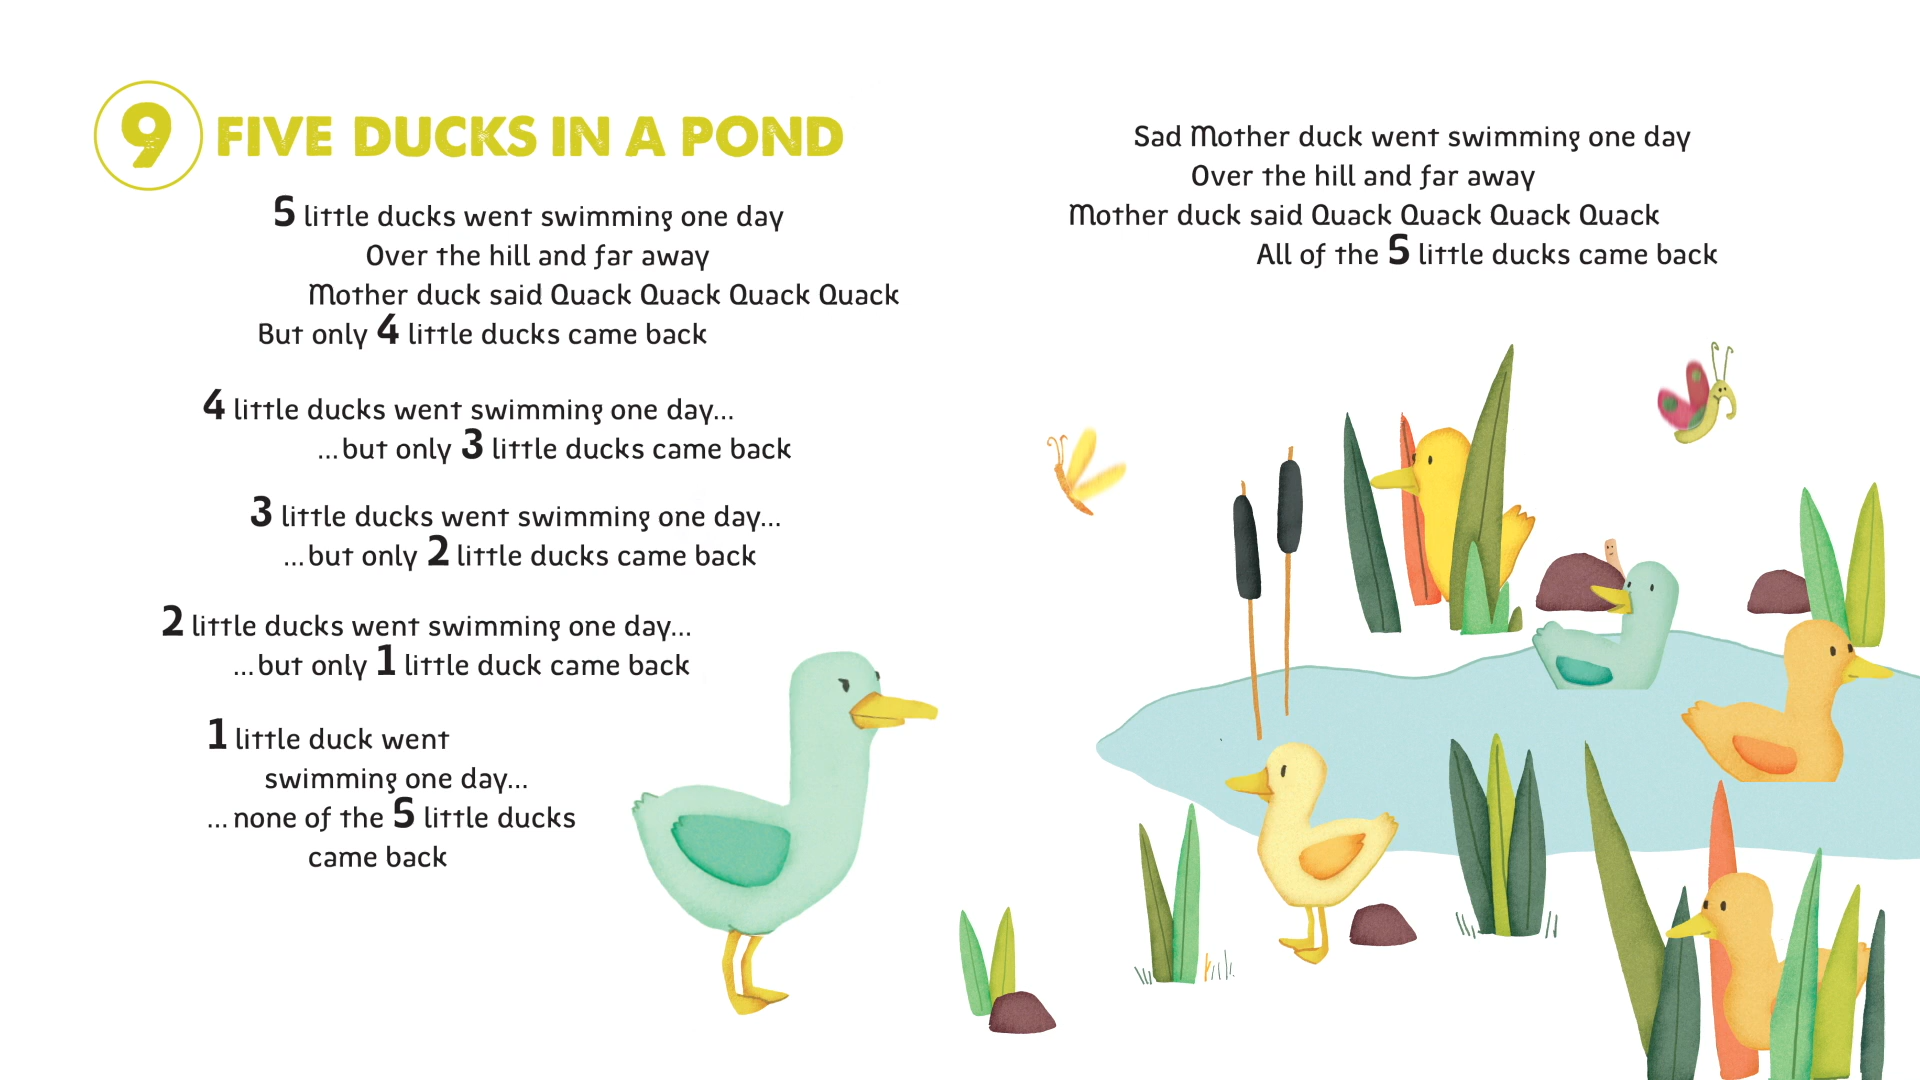 9 FIVE DUCKS IN A POND
5 little ducks went swimming one day
Over the hill and far away
Mother duck said Quack Quack Quack Quack
But only 4 little ducks came back
4 little ducks went swimming one day...
...but only 3 little ducks came back
3 little ducks went swimming one day...
...but only 2 little ducks came back
2 little ducks went swimming one day...
...but only 1 little duck came back
1 little duck went
swimming one day...
...none of the 5 little ducks
came back
Sad Mother duck went swimming one day
Over the hill and far away
Mother duck said Quack Quack Quack Quack
All of the 5 little ducks came back